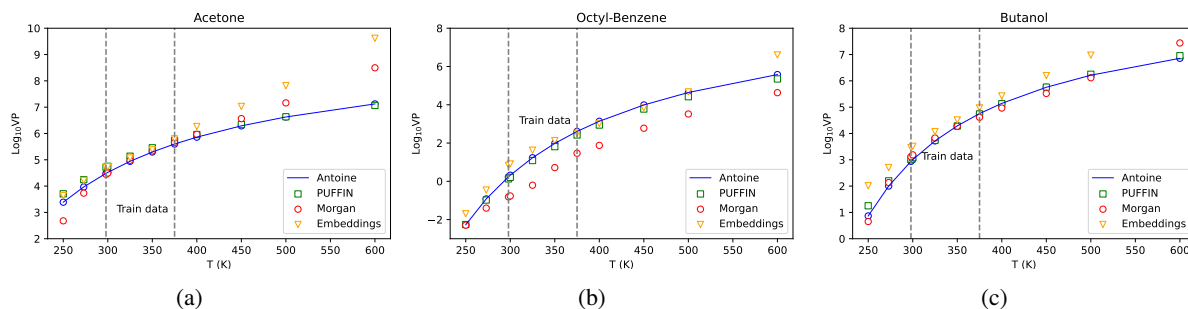 Acetone
10
9
8
7
6
5
4
3
2
Log₁₀VP
Train data
Antoine
PUFFIN
Morgan
Embeddings
250 300 350 400 450 500 550 600
T (K)
(a)
Octyl-Benzene
8
6
4
2
0
−2
Log₁₀VP
Train data
Antoine
PUFFIN
Morgan
Embeddings
250 300 350 400 450 500 550 600
T (K)
(b)
Butanol
8
7
6
5
4
3
2
1
0
Log₁₀VP
Train data
Antoine
PUFFIN
Morgan
Embeddings
250 300 350 400 450 500 550 600
T (K)
(c)